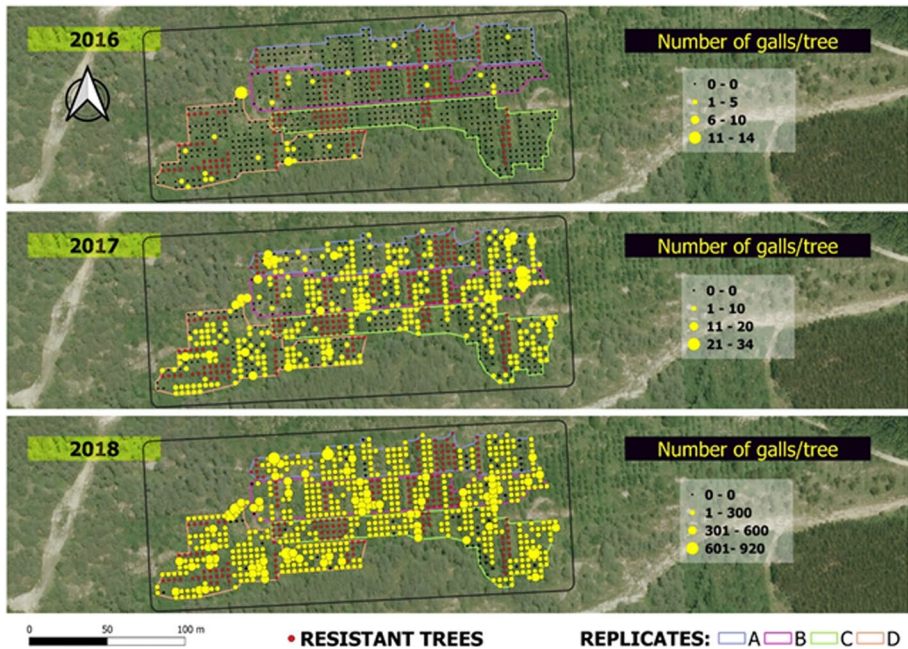 2016
Number of galls/tree
0 - 0
1 - 5
6 - 10
11 - 14
2017
Number of galls/tree
0 - 0
1 - 10
11 - 20
21 - 34
2018
Number of galls/tree
0 - 0
1 - 300
301 - 600
601 - 920
0 50 100 m
RESISTANT TREES
REPLICATES: A B C D